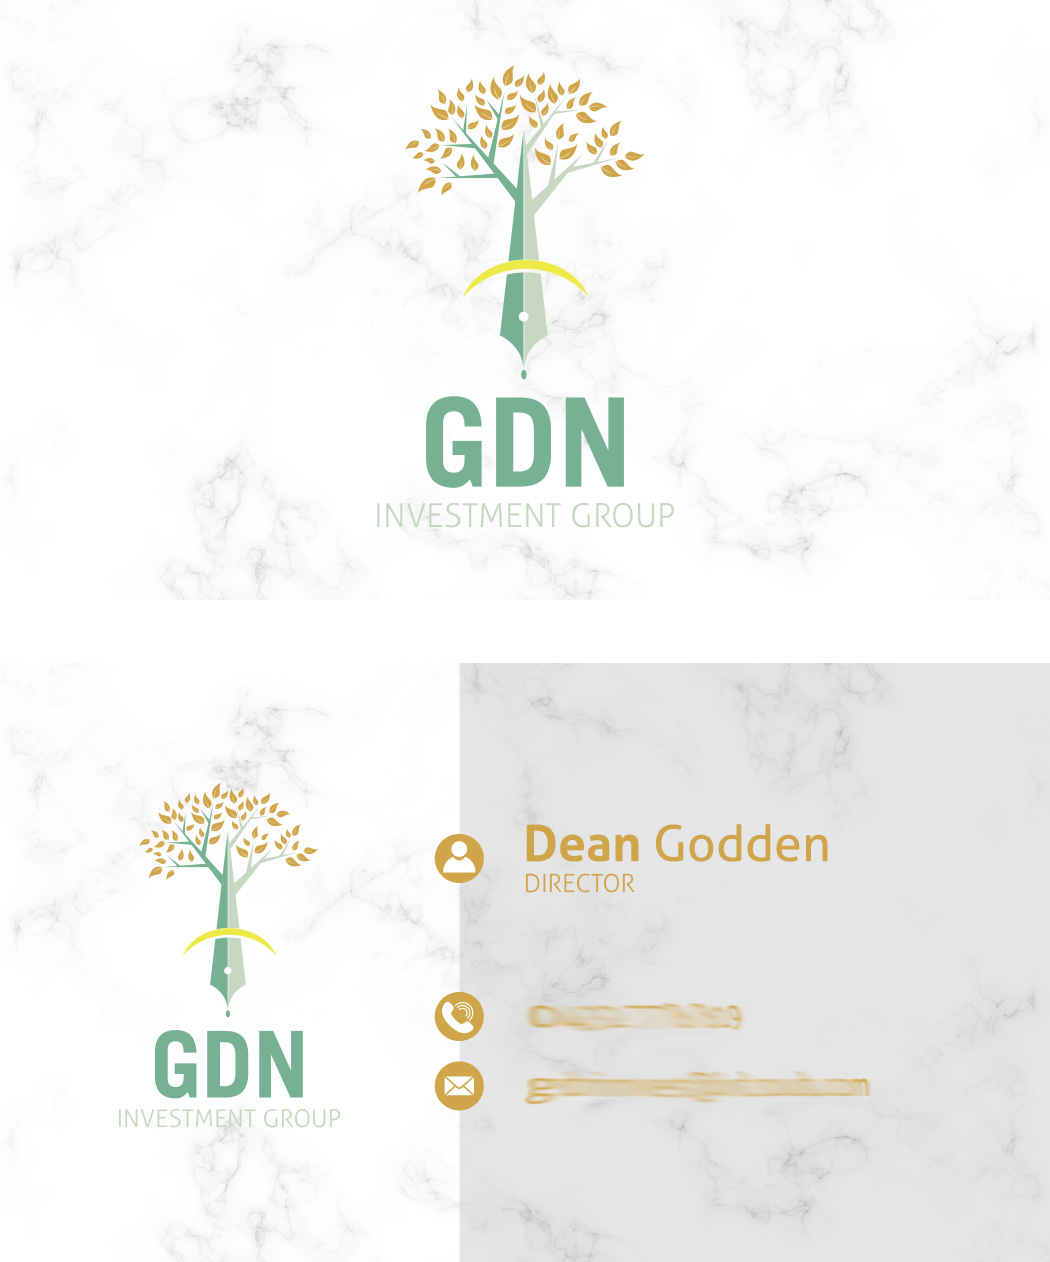 GDN
INVESTMENT GROUP
GDN
INVESTMENT GROUP
Dean Godden
DIRECTOR